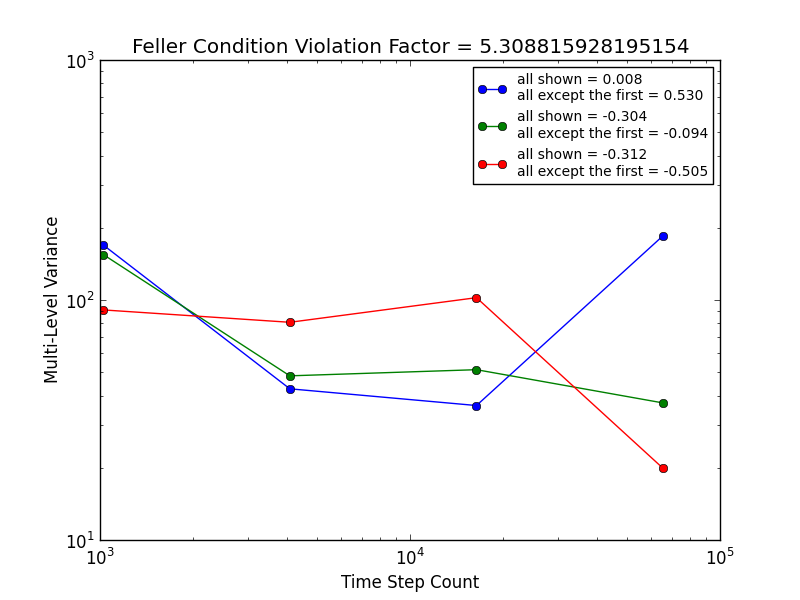 Feller Condition Violation Factor = 5.308815928195154
all shown = 0.008
all except the first = 0.530
all shown = -0.304
all except the first = -0.094
all shown = -0.312
all except the first = -0.505
Multi-Level Variance
10³
10²
10¹
10³ 10⁴ 10⁵
Time Step Count